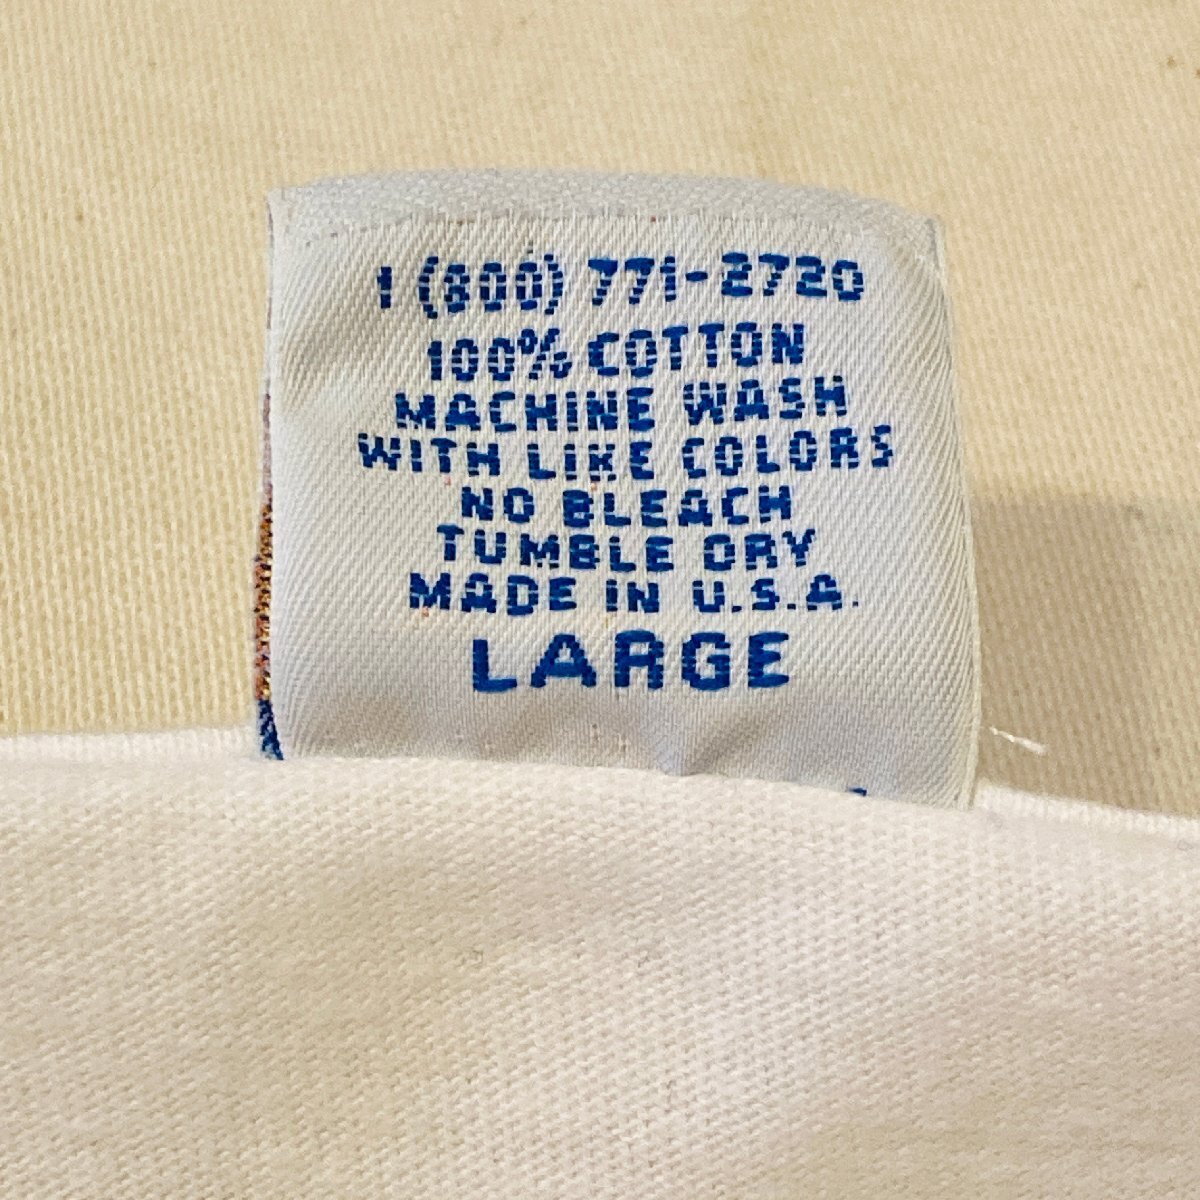 1 (800) 771-2720
100% COTTON
MACHINE WASH
WITH LIKE COLORS
NO BLEACH
TUMBLE DRY
MADE IN U.S.A.
LARGE